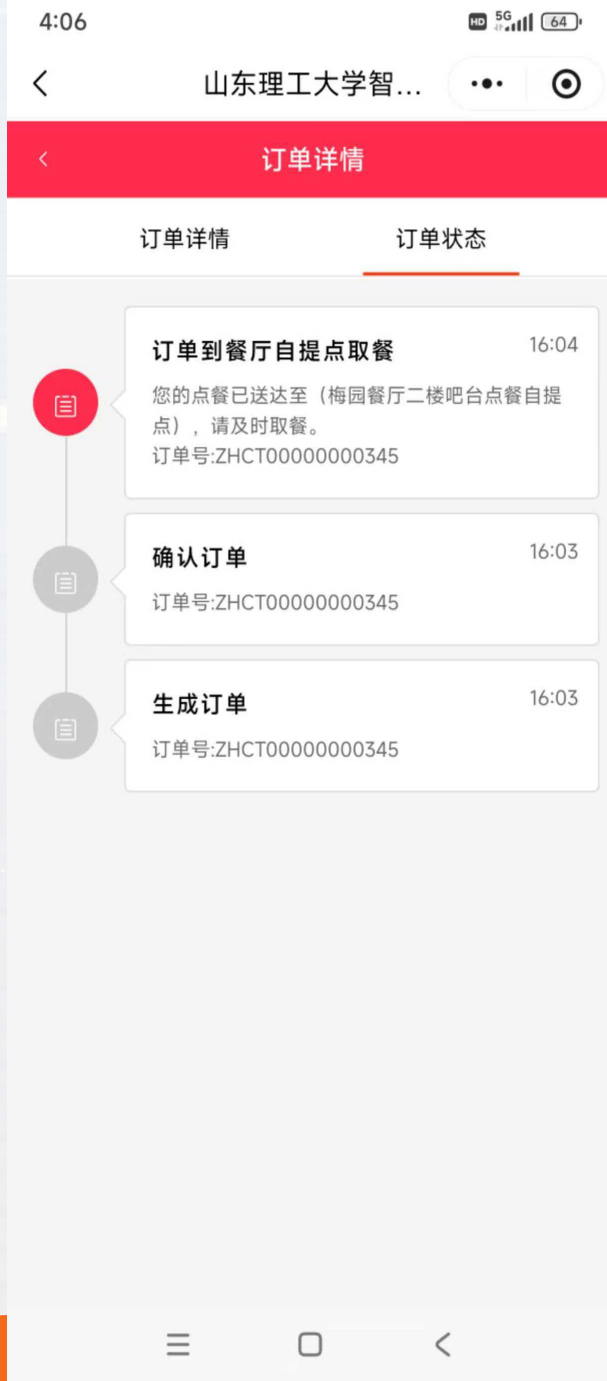 4:06
HD 5G 64
山东理工大学智...
订单详情
订单详情 订单状态
订单到餐厅自提点取餐 16:04
您的点餐已送达至（梅园餐厅二楼吧台点餐自提
点），请及时取餐。
订单号:ZHCT00000000345
确认订单 16:03
订单号:ZHCT00000000345
生成订单 16:03
订单号:ZHCT00000000345